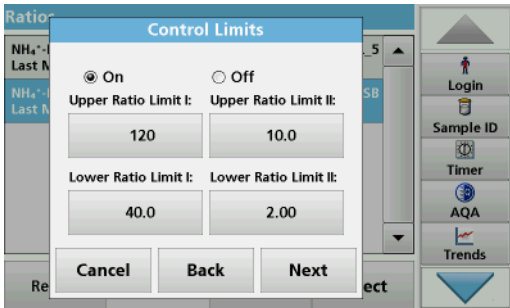 Ratios
Control Limits
NH₄⁺-
Last
_5
NH₄⁺-
Last
SB
On
Off
Upper Ratio Limit I:
Upper Ratio Limit II:
120
10.0
Lower Ratio Limit I:
Lower Ratio Limit II:
40.0
2.00
Cancel
Back
Next
Re
ect
Login
Sample ID
Timer
AQA
Trends